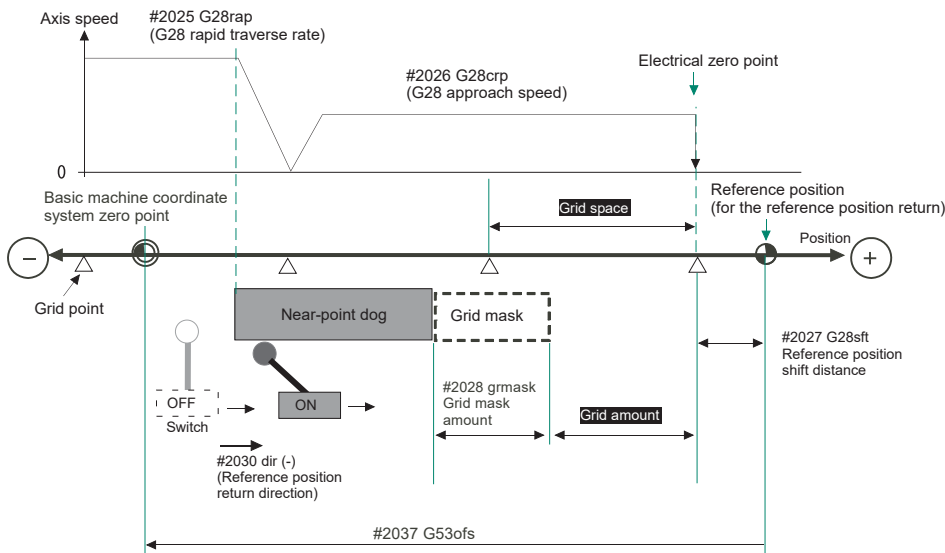 Axis speed
#2025 G28rap
(G28 rapid traverse rate)
Electrical zero point
#2026 G28crp
(G28 approach speed)
0
Basic machine coordinate
system zero point
Reference position
(for the reference position return)
Grid space
Position
−
+
Grid point
Near-point dog
Grid mask
#2027 G28sft
Reference position
shift distance
#2028 grmask
Grid mask
amount
OFF
ON
Grid amount
Switch
#2030 dir (-)
(Reference position
return direction)
#2037 G53ofs